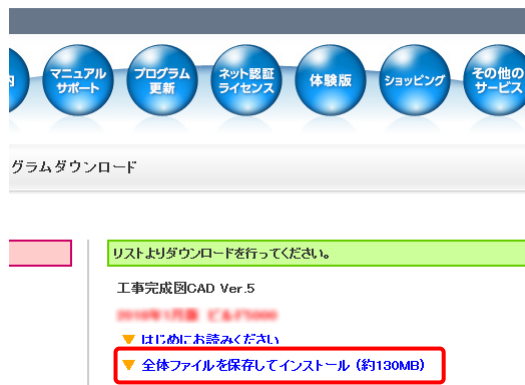 マニュアル
サポート
プログラム
更新
ネット認証
ライセンス
体験版
ショッピング
その他の
サービス
グラムダウンロード
リストよりダウンロードを行ってください。
工事完成図CAD Ver.5
はじめにお読みください
全体ファイルを保存してインストール (約130MB)